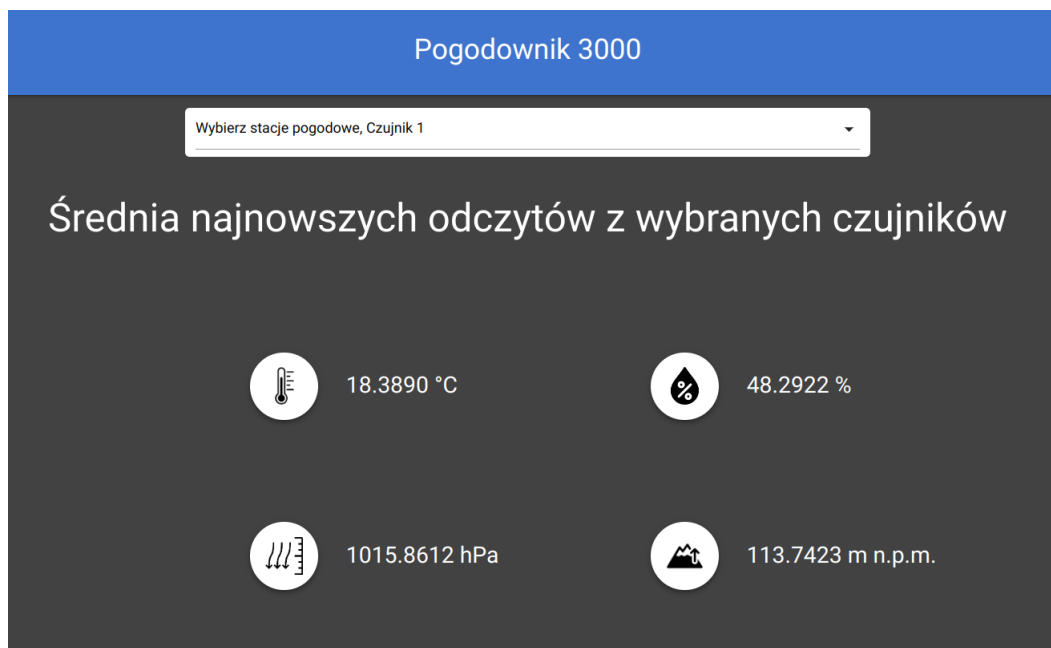 Pogodownik 3000
Wybierz stacje pogodowe, Czujnik 1
Średnia najnowszych odczytów z wybranych czujników
18.3890 °C
%
48.2922 %
1015.8612 hPa
113.7423 m n.p.m.